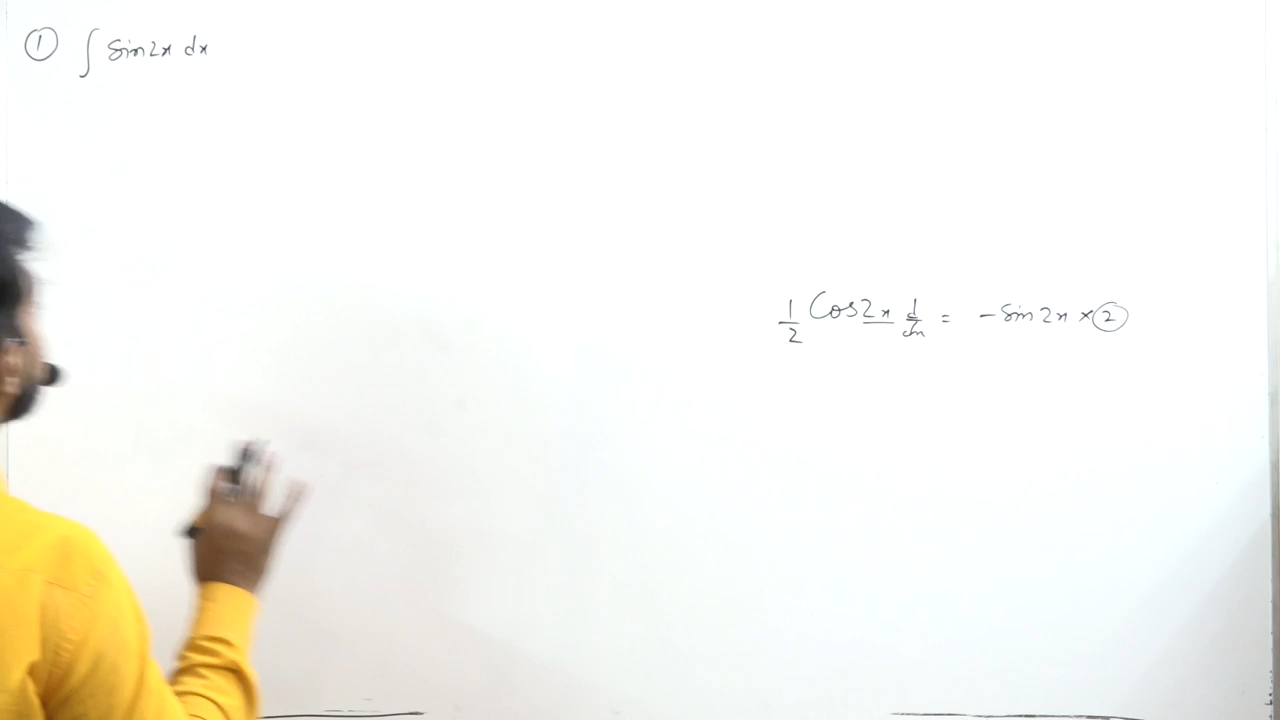 ① ∫ Sin2x dx
1/2 Cos2x d/dx = -Sin2x × ②